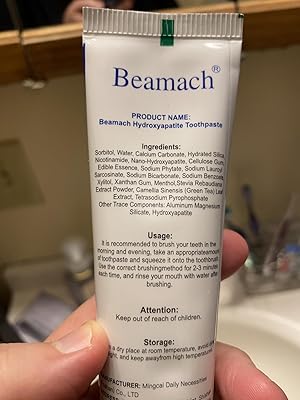 Beamach®
PRODUCT NAME:
Beamach Hydroxyapatite Toothpaste
Ingredients:
Sorbitol, Water, Calcium Carbonate, Hydrated Silica
Nicotinamide, Nano-Hydroxyapatite, Cellulose Gum,
Edible Essence, Sodium Phytate, Sodium Lauroyl
Sarcosinate, Sodium Bicarbonate, Sodium Benzoate,
Xylitol, Xanthan Gum, Menthol,Stevia Rebaudiana
Extract Powder, Camellia Sinensis (Green Tea) Leaf
Extract, Tetrasodium Pyrophosphate
Other Trace Components: Aluminum Magnesium
Silicate, Hydroxyapatite
Usage:
It is recommended to brush your teeth in the
morning and evening, take an appropriateamount
of toothpaste and squeeze it onto the toothbrush
Use the correct brushingmethod for 2-3 minutes
each time, and rinse your mouth with water after
brushing.
Attention:
Keep out of reach of children.
Storage:
a dry place at room temperature, avoid
light, and keep awayfrom high temperature
MANUFACTURER: Mingcai Daily Necessities
Co., LTD